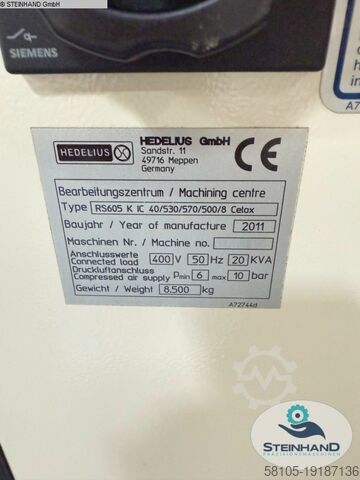 © STEINHAND GmbH
SIEMENS
HEDELIUS
HEDELIUS GmbH
Sandstr. 11
49716 Meppen
Germany
CE
Bearbeitungszentrum / Machining centre
Type RS605 K IC 40/530/570/500/8 Celox
Baujahr / Year of manufacture 2011
Maschinen Nr. / Machine no.
Anschlusswerte
Connected load 400 V 50 Hz 20 KVA
Druckluftanschluss
Compressed air supply Pmin 6 max 10 bar
Gewicht / Weight 8.500 kg
A72744d
STEINHAND
PRÄZISIONSMASCHINEN
58105-19187136